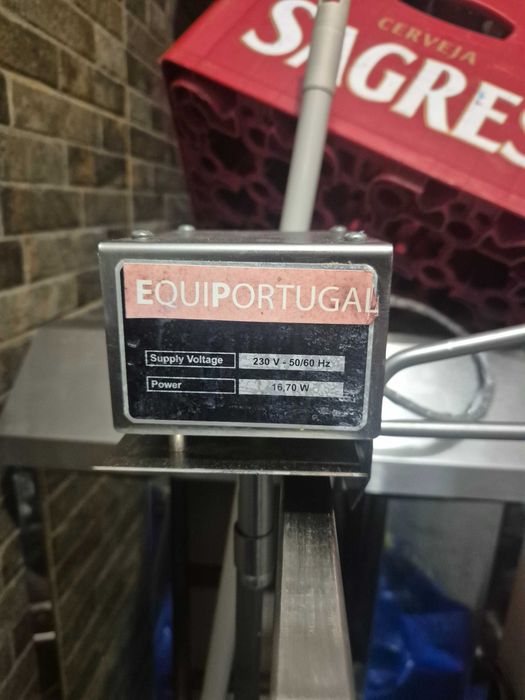 CERVEJA
SAGRES
EQUIPORTUGAL
Supply Voltage 230 V - 50/60 Hz
Power 16,70 W